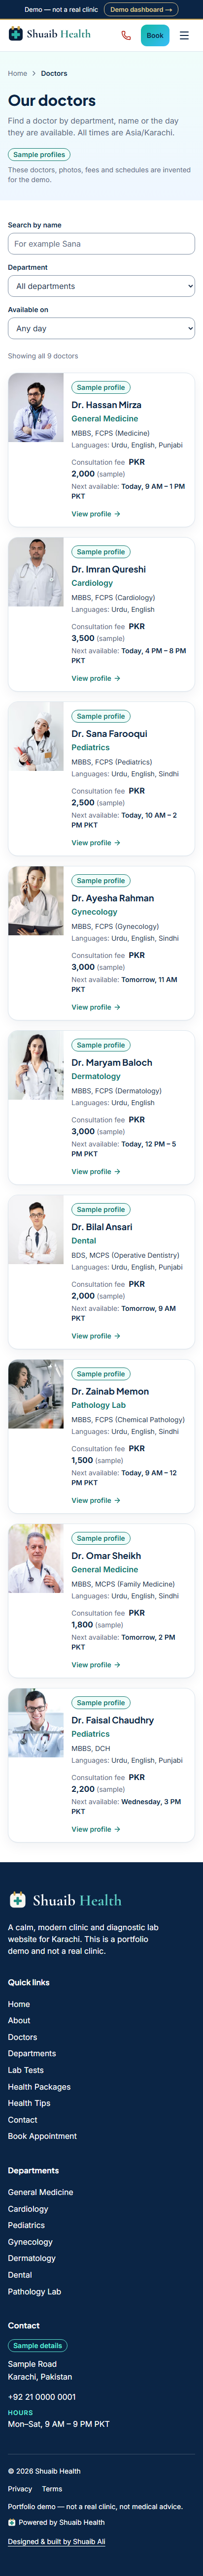 Demo — not a real clinic
Demo dashboard →
Shuaib Health
Book
Home > Doctors
Our doctors
Find a doctor by department, name or the day
they are available. All times are Asia/Karachi.
Sample profiles
These doctors, photos, fees and schedules are invented
for the demo.
Search by name
For example Sana
Department
All departments
Available on
Any day
Showing all 9 doctors
Sample profile
Dr. Hassan Mirza
General Medicine
MBBS, FCPS (Medicine)
Languages: Urdu, English, Punjabi
Consultation fee PKR
2,000 (sample)
Next available: Today, 9 AM – 1 PM
PKT
View profile →
Sample profile
Dr. Imran Qureshi
Cardiology
MBBS, FCPS (Cardiology)
Languages: Urdu, English
Consultation fee PKR
3,500 (sample)
Next available: Today, 4 PM – 8 PM
PKT
View profile →
Sample profile
Dr. Sana Farooqui
Pediatrics
MBBS, FCPS (Pediatrics)
Languages: Urdu, English, Sindhi
Consultation fee PKR
2,500 (sample)
Next available: Today, 10 AM – 2
PM PKT
View profile →
Sample profile
Dr. Ayesha Rahman
Gynecology
MBBS, FCPS (Gynecology)
Languages: Urdu, English, Sindhi
Consultation fee PKR
3,000 (sample)
Next available: Tomorrow, 11 AM
PKT
View profile →
Sample profile
Dr. Maryam Baloch
Dermatology
MBBS, FCPS (Dermatology)
Languages: Urdu, English
Consultation fee PKR
3,000 (sample)
Next available: Today, 12 PM – 5
PM PKT
View profile →
Sample profile
Dr. Bilal Ansari
Dental
BDS, MCPS (Operative Dentistry)
Languages: Urdu, English, Punjabi
Consultation fee PKR
2,000 (sample)
Next available: Tomorrow, 9 AM
PKT
View profile →
Sample profile
Dr. Zainab Memon
Pathology Lab
MBBS, FCPS (Chemical Pathology)
Languages: Urdu, English, Sindhi
Consultation fee PKR
1,500 (sample)
Next available: Today, 9 AM – 12
PM PKT
View profile →
Sample profile
Dr. Omar Sheikh
General Medicine
MBBS, MCPS (Family Medicine)
Languages: Urdu, English, Sindhi
Consultation fee PKR
1,800 (sample)
Next available: Tomorrow, 2 PM
PKT
View profile →
Sample profile
Dr. Faisal Chaudhry
Pediatrics
MBBS, DCH
Languages: Urdu, English, Punjabi
Consultation fee PKR
2,200 (sample)
Next available: Wednesday, 3 PM
PKT
View profile →
Shuaib Health
A calm, modern clinic and diagnostic lab
website for Karachi. This is a portfolio
demo and not a real clinic.
Quick links
Home
About
Doctors
Departments
Lab Tests
Health Packages
Health Tips
Contact
Book Appointment
Departments
General Medicine
Cardiology
Pediatrics
Gynecology
Dermatology
Dental
Pathology Lab
Contact
Sample details
Sample Road
Karachi, Pakistan
+92 21 0000 0001
HOURS
Mon–Sat, 9 AM – 9 PM PKT
© 2026 Shuaib Health
Privacy Terms
Portfolio demo — not a real clinic, not medical advice.
Powered by Shuaib Health
Designed & built by Shuaib Ali